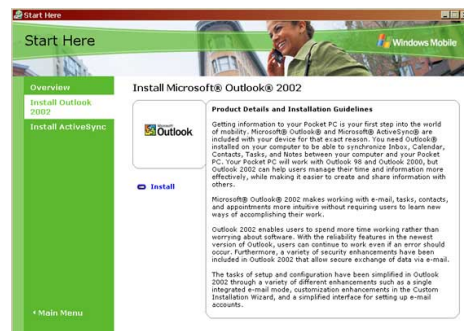 Start Here
Start Here
Windows Mobile
Overview
Install Outlook
2002
Install ActiveSync
Install Microsoft® Outlook® 2002
Outlook
Install
Product Details and Installation Guidelines
Getting information to your Pocket PC is your first step into the world
of mobility. Microsoft® Outlook® and Microsoft® ActiveSync® are
included with your device for that exact reason. You need Outlook®
installed on your computer to be able to synchronize Inbox, Calendar,
Contacts, Tasks, and Notes between your computer and your Pocket
PC. Your Pocket PC will work with Outlook 98 and Outlook 2000, but
Outlook 2002 can help users manage their time and information more
effectively, while making it easier to create and share information with
others.
Microsoft® Outlook® 2002 makes working with e-mail, tasks, contacts,
and appointments more intuitive without requiring users to learn new
ways of accomplishing their work.
Outlook 2002 enables users to spend more time working rather than
worrying about software. With the reliability features in the newest
version of Outlook, users can continue to work even if an error should
occur. Furthermore, a variety of security enhancements have been
included in Outlook 2002 that allow secure exchange of data via e-mail.
The tasks of setup and configuration have been simplified in Outlook
2002 through a variety of different enhancements such as a single
integrated e-mail mode, customization enhancements in the Custom
Installation Wizard, and a simplified interface for setting up e-mail
accounts.
Main Menu